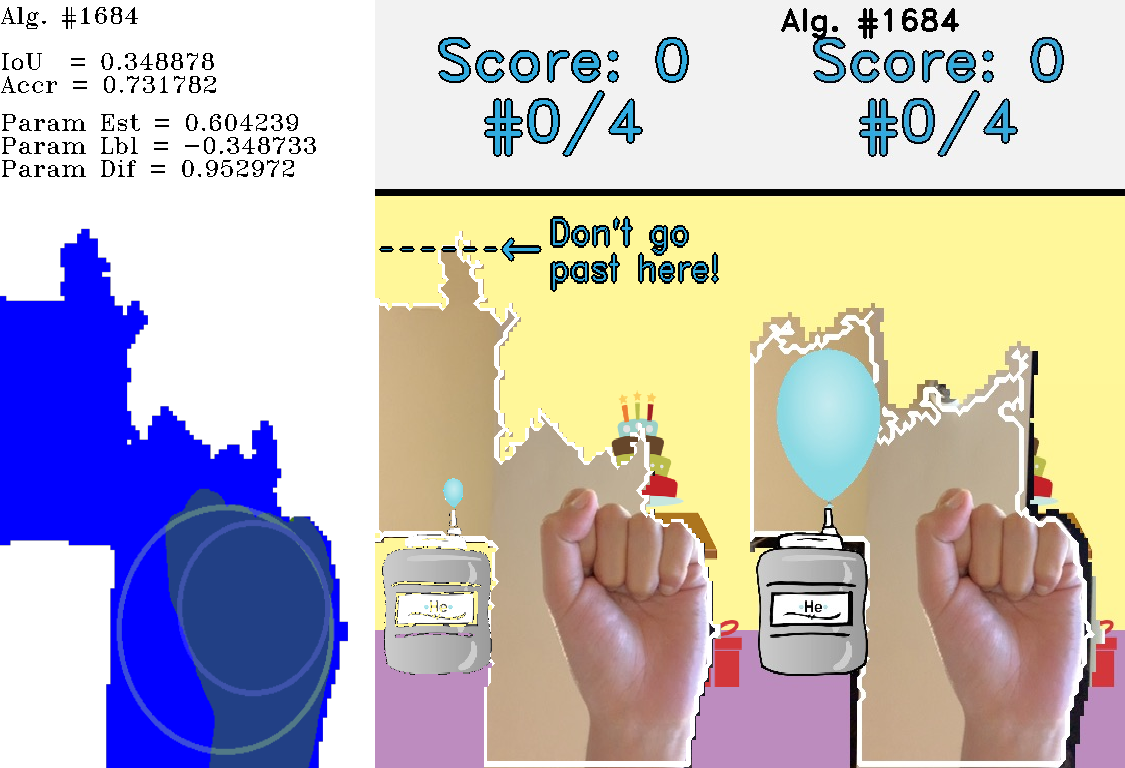 Alg. #1684
IoU = 0.348878
Accr = 0.731782
Param Est = 0.604239
Param Lbl = −0.348733
Param Dif = 0.952972
Score: 0
#0/4
Don't go
past here!
He
Alg. #1684
Score: 0
#0/4
He